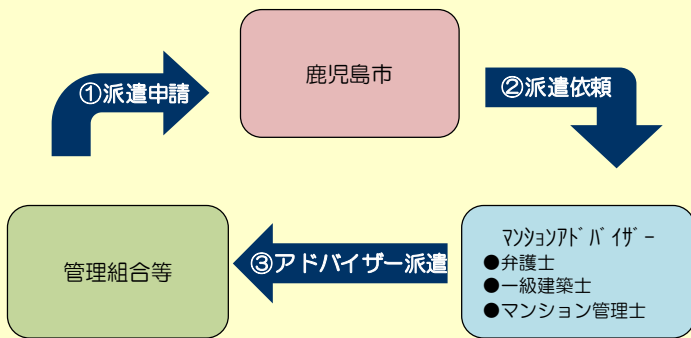 鹿児島市
①派遣申請
②派遣依頼
管理組合等
③アドバイザー派遣
ﾏﾝｼｮﾝｱﾄﾞﾊﾞｲｻﾞｰ
●弁護士
●一級建築士
●マンション管理士